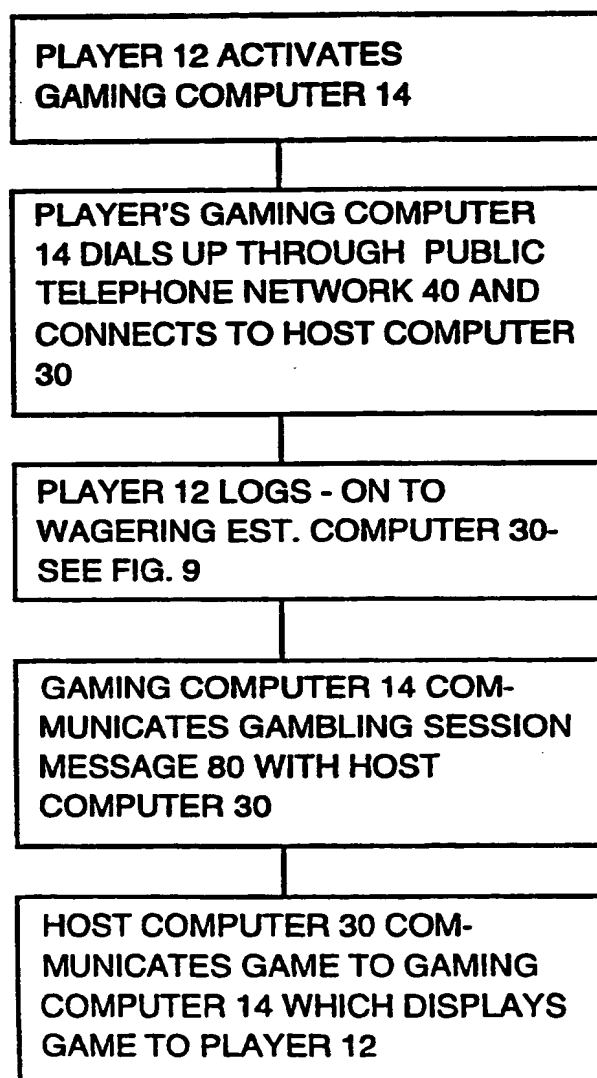 PLAYER 12 ACTIVATES
GAMING COMPUTER 14
PLAYER'S GAMING COMPUTER
14 DIALS UP THROUGH PUBLIC
TELEPHONE NETWORK 40 AND
CONNECTS TO HOST COMPUTER
30
PLAYER 12 LOGS - ON TO
WAGERING EST. COMPUTER 30-
SEE FIG. 9
GAMING COMPUTER 14 COM-
MUNICATES GAMBLING SESSION
MESSAGE 80 WITH HOST
COMPUTER 30
HOST COMPUTER 30 COM-
MUNICATES GAME TO GAMING
COMPUTER 14 WHICH DISPLAYS
GAME TO PLAYER 12